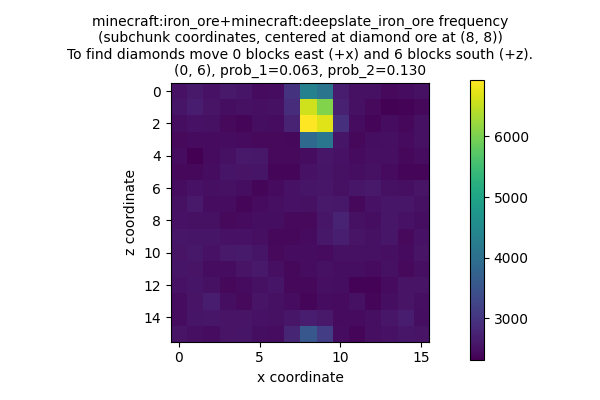 minecraft:iron_ore+minecraft:deepslate_iron_ore frequency
(subchunk coordinates, centered at diamond ore at (8, 8))
To find diamonds move 0 blocks east (+x) and 6 blocks south (+z).
(0, 6), prob_1=0.063, prob_2=0.130
0
2
4
6
8
10
12
14
z coordinate
0
5
10
15
x coordinate
6000
5000
4000
3000